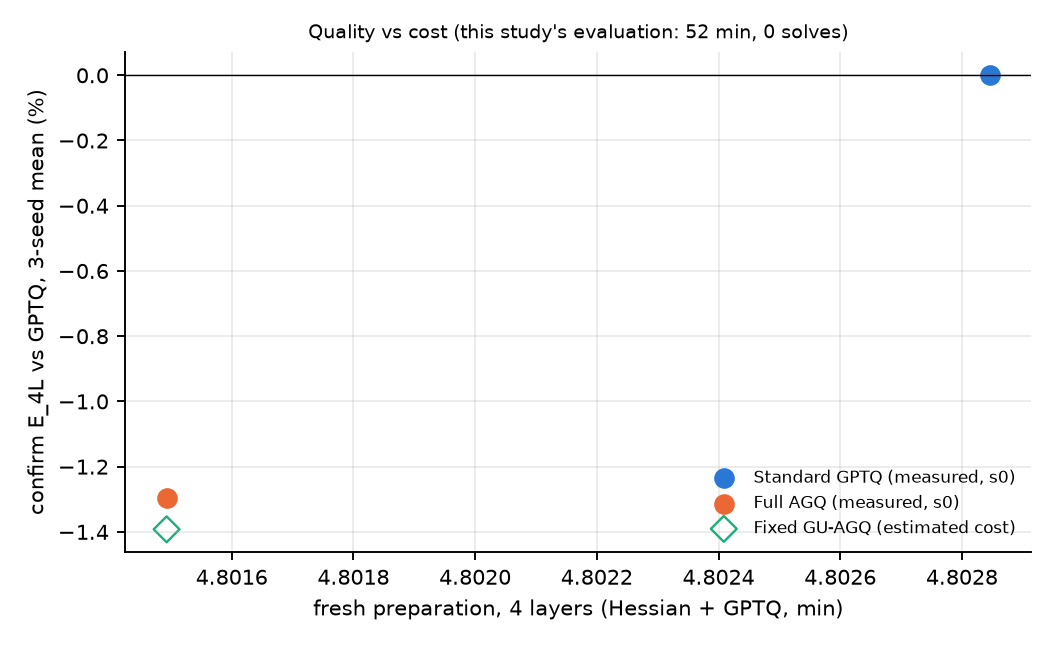 Quality vs cost (this study's evaluation: 52 min, 0 solves)
confirm E_4L vs GPTQ, 3-seed mean (%)
0.0
−0.2
−0.4
−0.6
−0.8
−1.0
−1.2
−1.4
Standard GPTQ (measured, s0)
Full AGQ (measured, s0)
Fixed GU-AGQ (estimated cost)
4.8016 4.8018 4.8020 4.8022 4.8024 4.8026 4.8028
fresh preparation, 4 layers (Hessian + GPTQ, min)